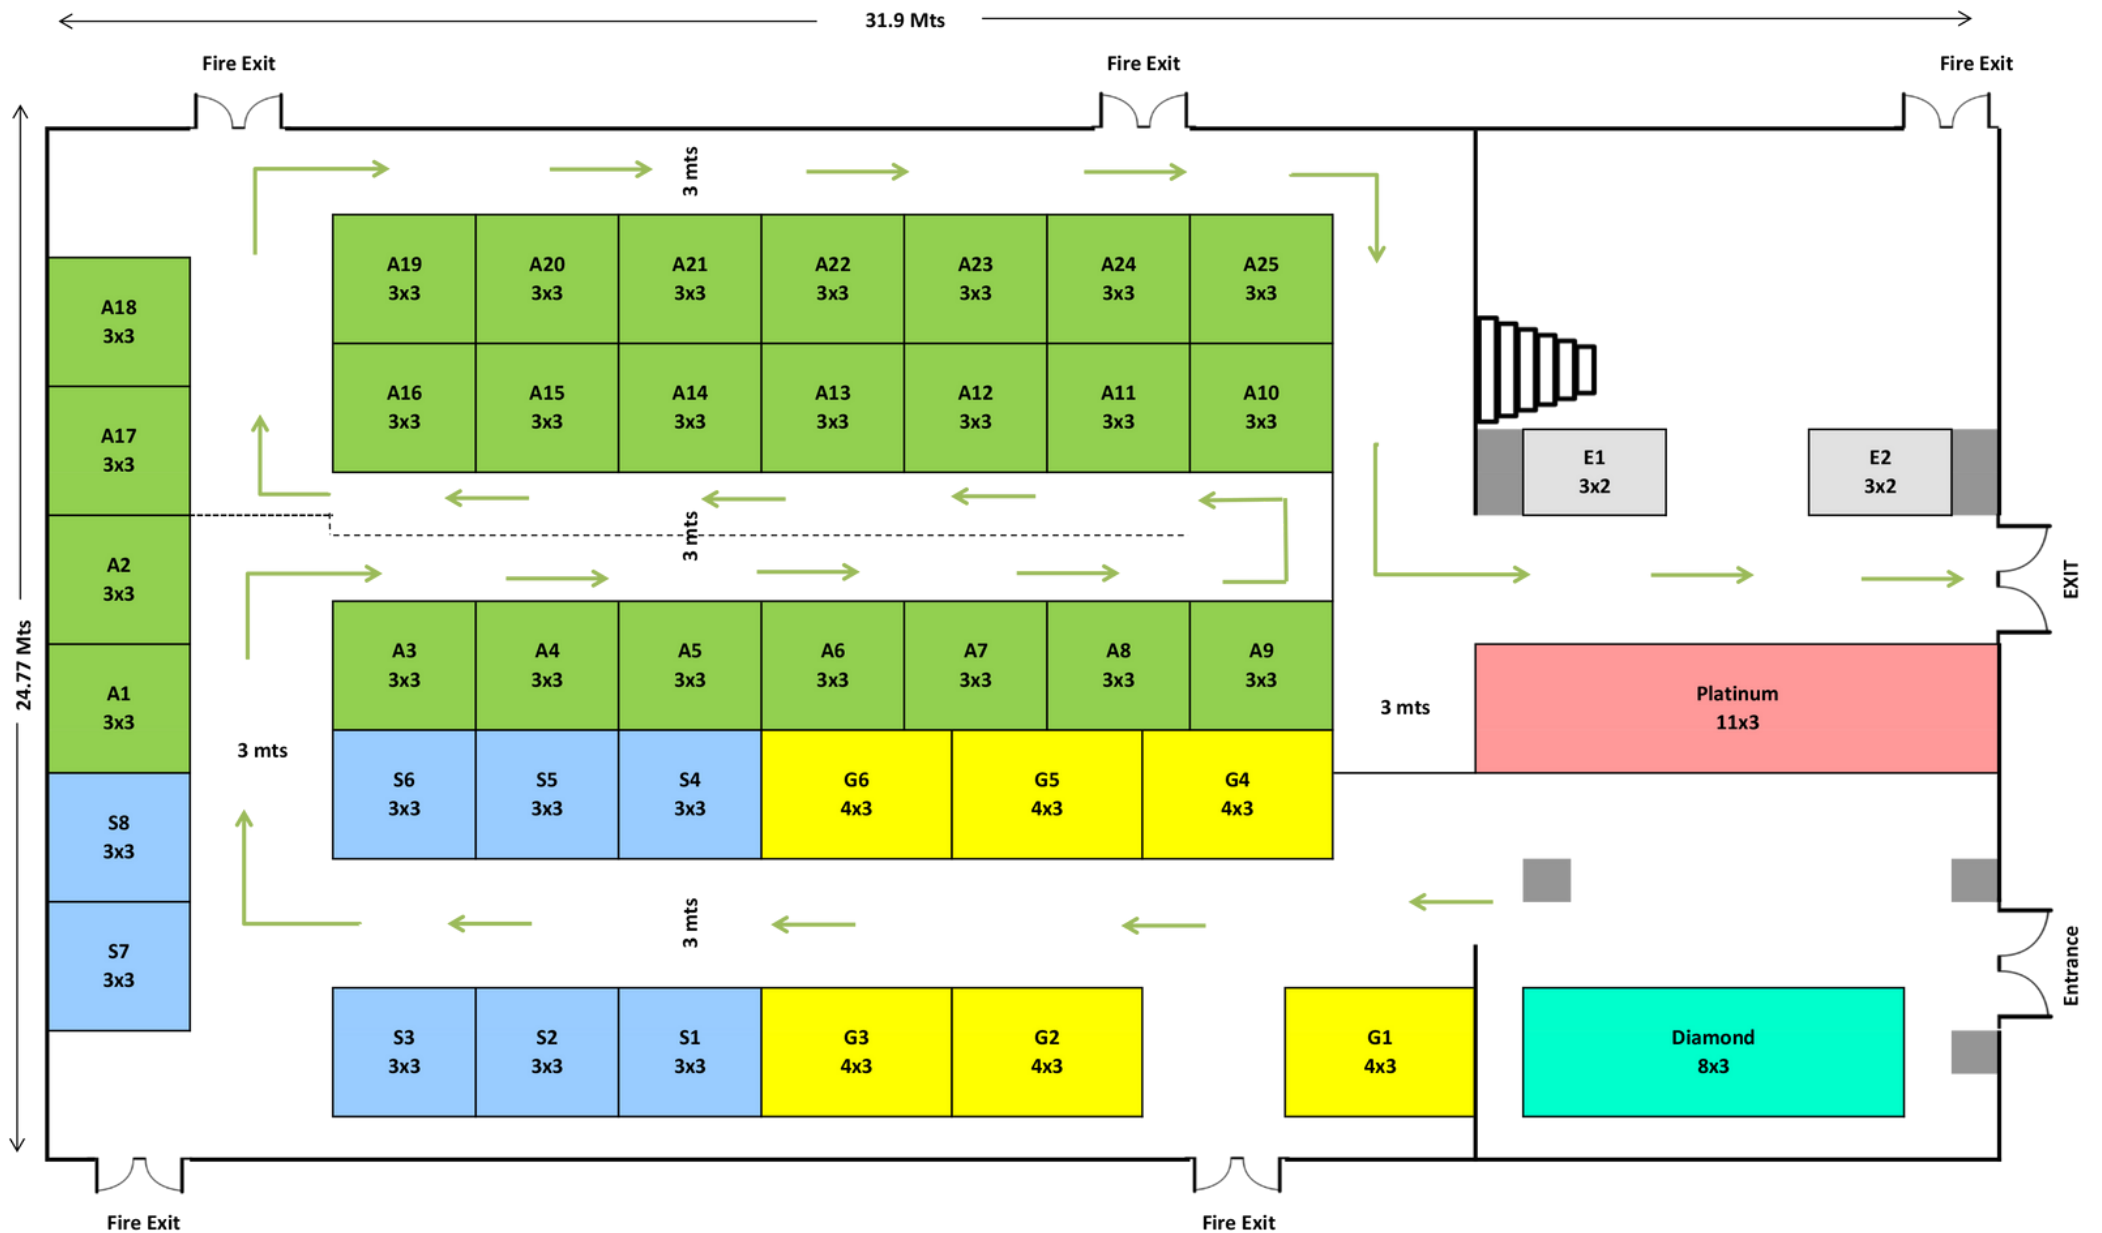 31.9 Mts
Fire Exit
Fire Exit
Fire Exit
3 mts
A19
3x3
A20
3x3
A21
3x3
A22
3x3
A23
3x3
A24
3x3
A25
3x3
A18
3x3
A16
3x3
A15
3x3
A14
3x3
A13
3x3
A12
3x3
A11
3x3
A10
3x3
A17
3x3
E1
3x2
E2
3x2
3 mts
A2
3x3
EXIT
24.77 Mts
A3
3x3
A4
3x3
A5
3x3
A6
3x3
A7
3x3
A8
3x3
A9
3x3
A1
3x3
3 mts
Platinum
11x3
3 mts
S6
3x3
S5
3x3
S4
3x3
G6
4x3
G5
4x3
G4
4x3
S8
3x3
3 mts
S7
3x3
Entrance
S3
3x3
S2
3x3
S1
3x3
G3
4x3
G2
4x3
G1
4x3
Diamond
8x3
Fire Exit
Fire Exit